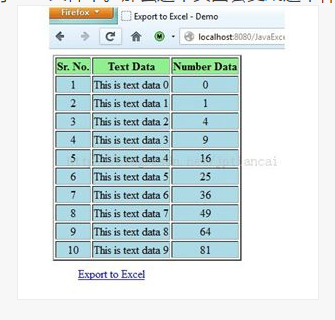 Firefox
Export to Excel - Demo
localhost:8080/JavaExce
Sr. No. Text Data Number Data
1 This is text data 0 0
2 This is text data 1 1
3 This is text data 2 4
4 This is text data 3 9
5 This is text data 4 16
6 This is text data 5 25
7 This is text data 6 36
8 This is text data 7 49
9 This is text data 8 64
10 This is text data 9 81
Export to Excel